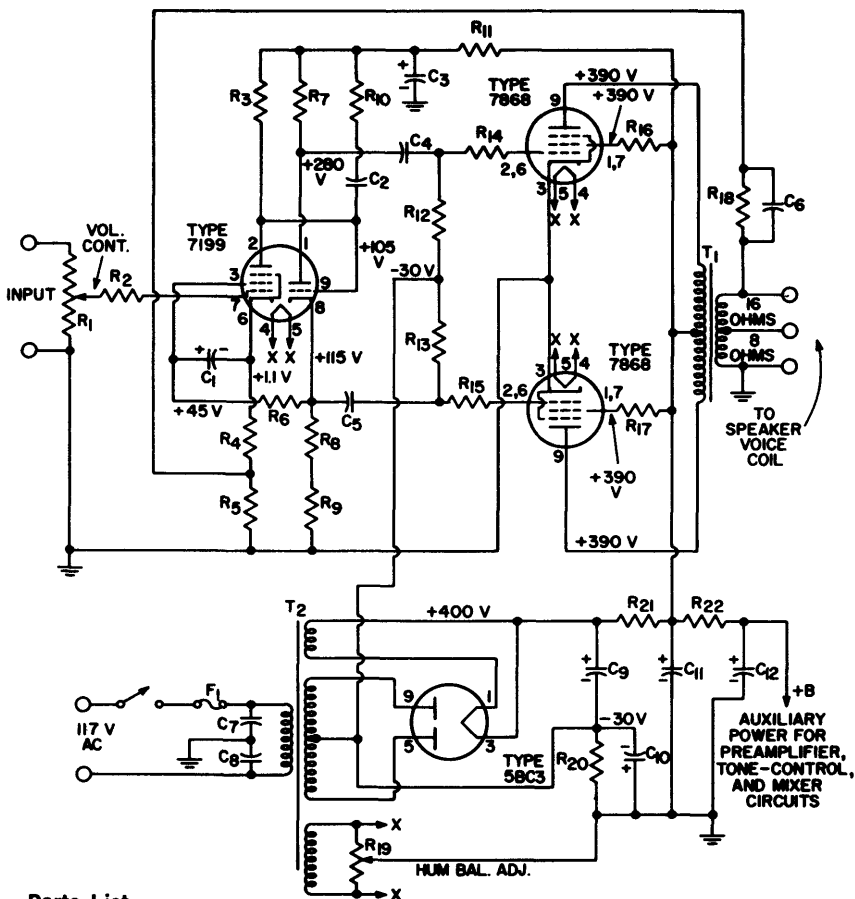 R11
+390 V
C3
TYPE
7868
+390 V
R3
R7
R10
9
R16
C4
R14
2,6
1,7
+280
V
C2
3
5
4
X X
R18
C6
VOL.
CONT.
TYPE
7199
R12
2
1
+105
V
T1
INPUT
R2
3
9
-30 V
16
OHMS
R1
7
8
6
4
5
X X
X X
8
OHMS
C1
+1.1 V
+115 V
R13
3
5
4
TYPE
7868
+45 V
R6
C5
R15
2,6
1,7
R17
TO
SPEAKER
VOICE
COIL
R4
R8
9
+390
V
R5
R9
+390 V
T2
+400 V
R21
R22
9
1
C9
C11
C12
F1
+B
117 V
AC
C7
C8
5
3
TYPE
5BC3
-30 V
R20
C10
AUXILIARY
POWER FOR
PREAMPLIFIER,
TONE-CONTROL,
AND MIXER
CIRCUITS
X
R19
HUM BAL. ADJ.
X